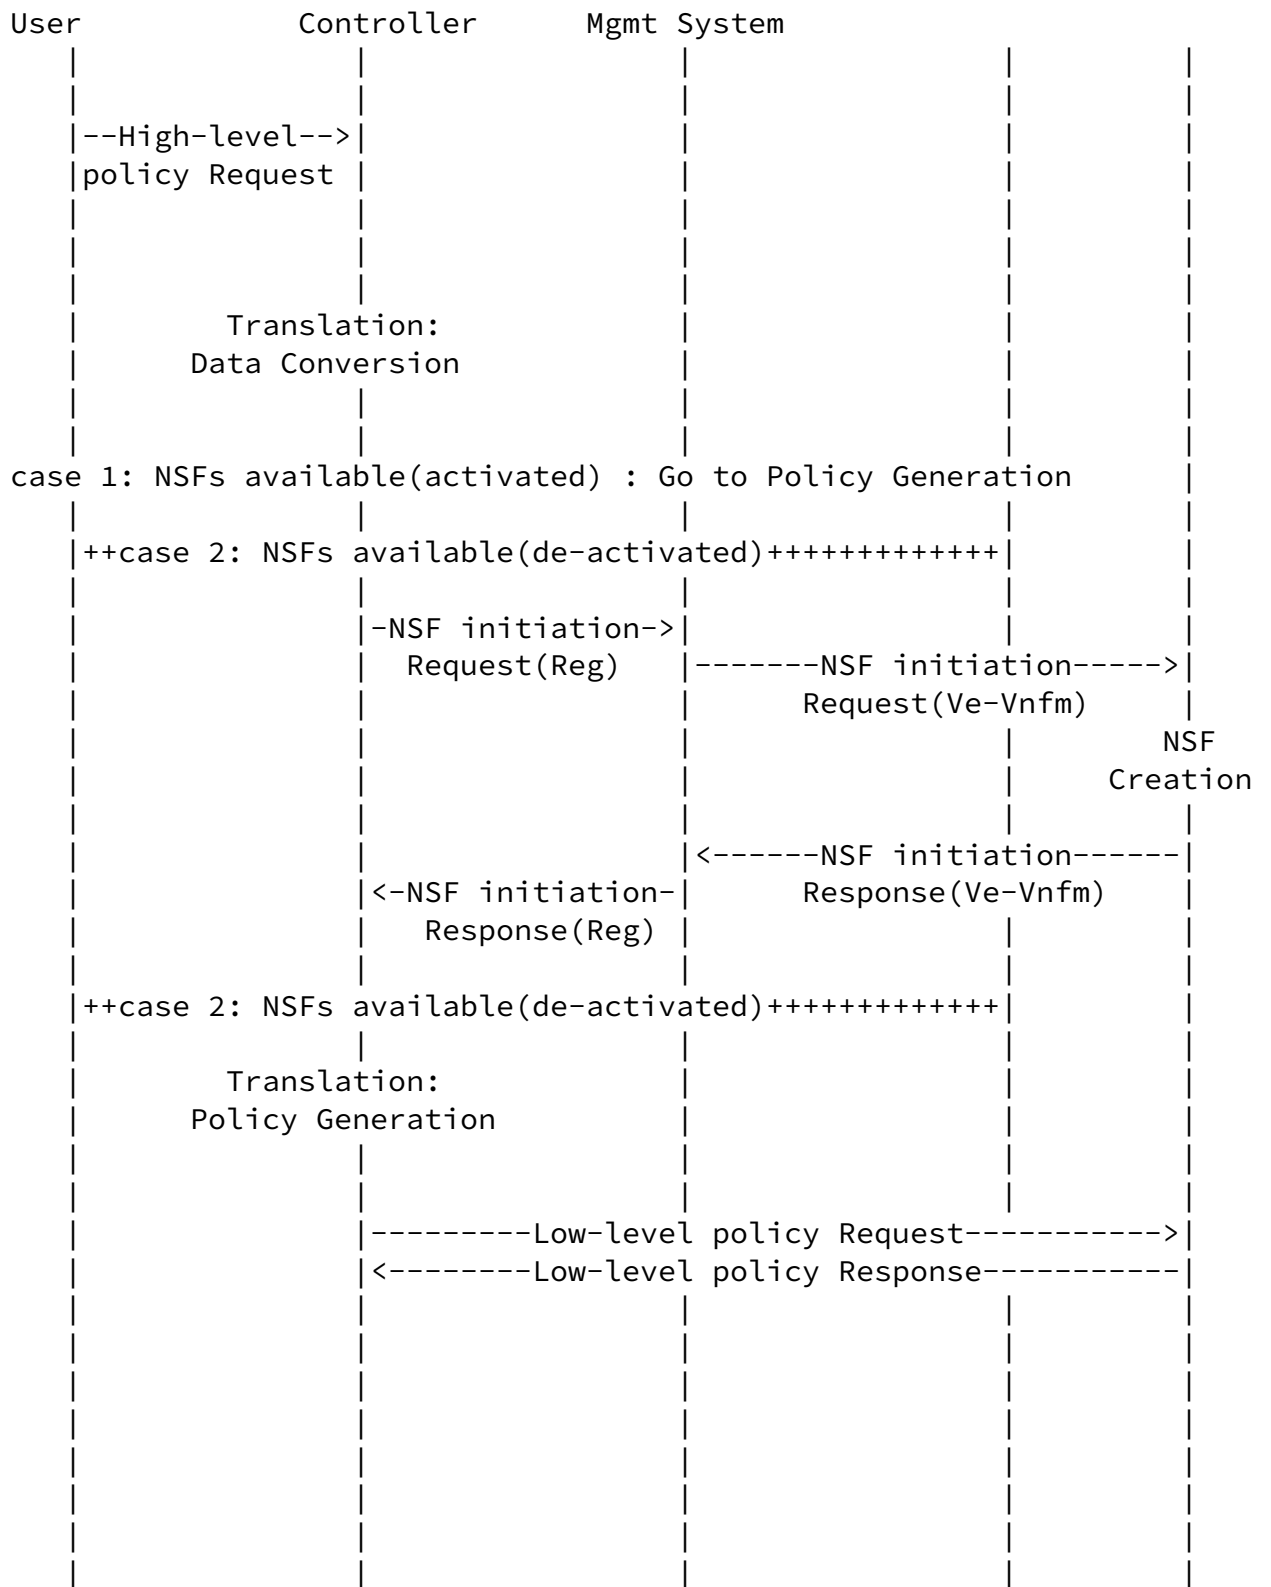 User Controller Mgmt System
--High-level-->
policy Request
Translation:
Data Conversion
case 1: NSFs available(activated) : Go to Policy Generation
++case 2: NSFs available(de-activated)+++++++++++++
-NSF initiation->
Request(Reg) -------NSF initiation----->
Request(Ve-Vnfm)
NSF
Creation
<------NSF initiation------
<-NSF initiation- Response(Ve-Vnfm)
Response(Reg)
++case 2: NSFs available(de-activated)+++++++++++++
Translation:
Policy Generation
---------Low-level policy Request----------->
<--------Low-level policy Response-----------